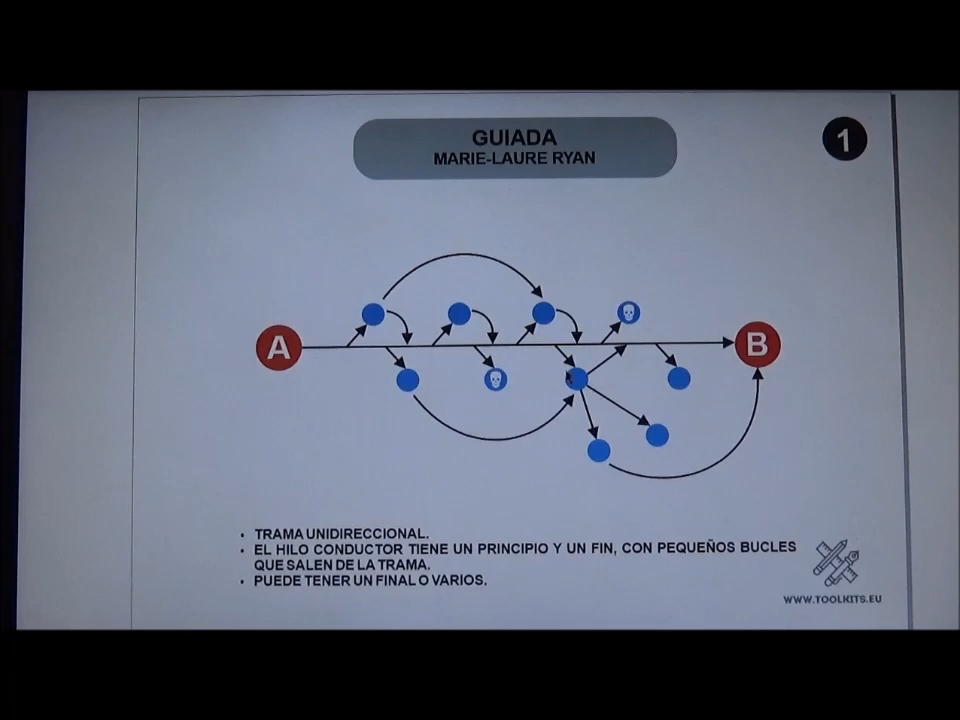 GUIADA
MARIE-LAURE RYAN
1
A
B
• TRAMA UNIDIRECCIONAL.
• EL HILO CONDUCTOR TIENE UN PRINCIPIO Y UN FIN, CON PEQUEÑOS BUCLES
QUE SALEN DE LA TRAMA.
• PUEDE TENER UN FINAL O VARIOS.
WWW.TOOLKITS.EU